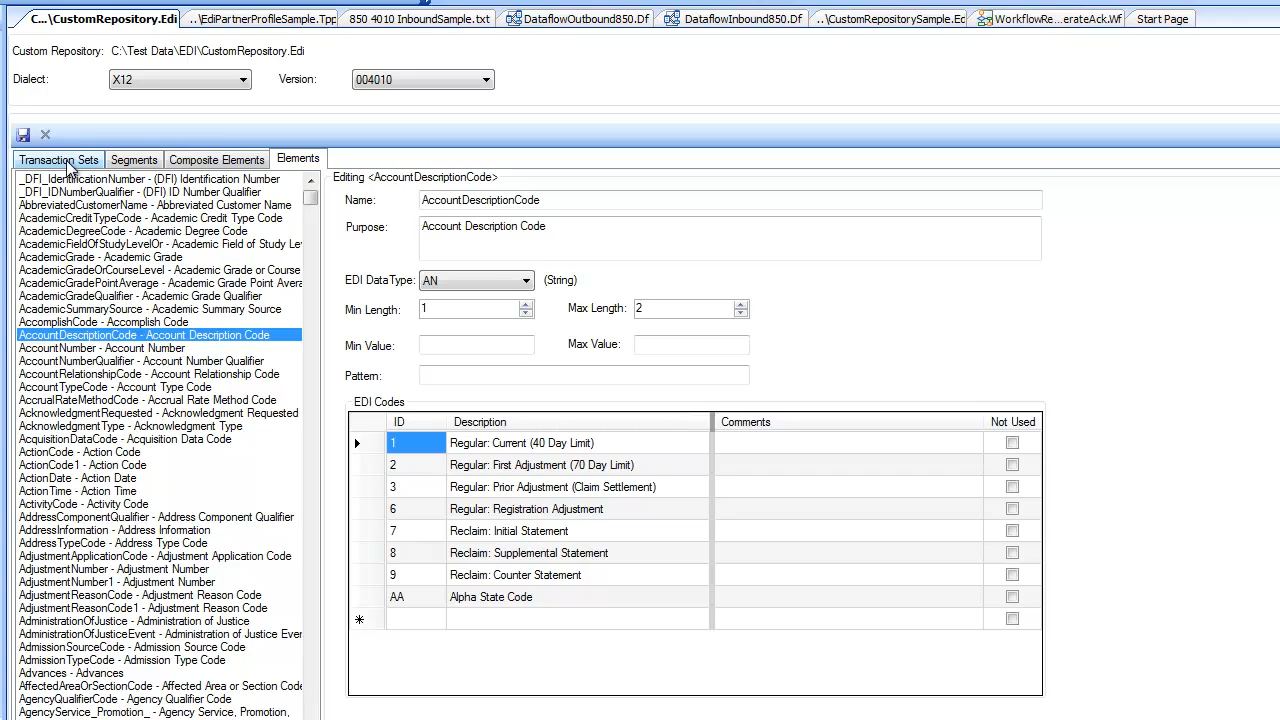 C...\CustomRepository.Edi
..\EdiPartnerProfileSample.Tpp
850 4010 InboundSample.txt
DataflowOutbound850.Df
DataflowInbound850.Df
..\CustomRepositorySample.Ed
WorkflowRe...erateAck.Wf
Start Page
Custom Repository: C:\Test Data\EDI\CustomRepository.Edi
Dialect: X12 Version: 004010
Transaction Sets Segments Composite Elements Elements
_DFI_IdentificationNumber - (DFI) Identification Number
_DFI_IDNumberQualifier - (DFI) ID Number Qualifier
AbbreviatedCustomerName - Abbreviated Customer Name
AcademicCreditTypeCode - Academic Credit Type Code
AcademicDegreeCode - Academic Degree Code
AcademicFieldOfStudyLevelOr - Academic Field of Study Le
AcademicGrade - Academic Grade
AcademicGradeOrCourseLevel - Academic Grade or Course
AcademicGradePointAverage - Academic Grade Point Avera
AcademicGradeQualifier - Academic Grade Qualifier
AcademicSummarySource - Academic Summary Source
AccomplishCode - Accomplish Code
AccountDescriptionCode - Account Description Code
AccountNumber - Account Number
AccountNumberQualifier - Account Number Qualifier
AccountRelationshipCode - Account Relationship Code
AccountTypeCode - Account Type Code
AccrualRateMethodCode - Accrual Rate Method Code
AcknowledgmentRequested - Acknowledgment Requested
AcknowledgmentType - Acknowledgment Type
AcquisitionDataCode - Acquisition Data Code
ActionCode - Action Code
ActionCode1 - Action Code
ActionDate - Action Date
ActionTime - Action Time
ActivityCode - Activity Code
AddressComponentQualifier - Address Component Qualifier
AddressInformation - Address Information
AddressTypeCode - Address Type Code
AdjustmentApplicationCode - Adjustment Application Code
AdjustmentNumber - Adjustment Number
AdjustmentNumber1 - Adjustment Number
AdjustmentReasonCode - Adjustment Reason Code
AdjustmentReasonCode1 - Adjustment Reason Code
AdministrationOfJustice - Administration of Justice
AdministrationOfJusticeEvent - Administration of Justice Ever
AdmissionSourceCode - Admission Source Code
AdmissionTypeCode - Admission Type Code
Advances - Advances
AffectedAreaOrSectionCode - Affected Area or Section Code
AgencyQualifierCode - Agency Qualifier Code
AgencyService_Promotion_ - Agency Service, Promotion,
Editing <AccountDescriptionCode>
Name: AccountDescriptionCode
Purpose: Account Description Code
EDI DataType: AN (String)
Min Length: 1 Max Length: 2
Min Value: Max Value:
Pattern:
EDI Codes
ID Description Comments Not Used
1 Regular: Current (40 Day Limit)
2 Regular: First Adjustment (70 Day Limit)
3 Regular: Prior Adjustment (Claim Settlement)
6 Regular: Registration Adjustment
7 Reclaim: Initial Statement
8 Reclaim: Supplemental Statement
9 Reclaim: Counter Statement
AA Alpha State Code